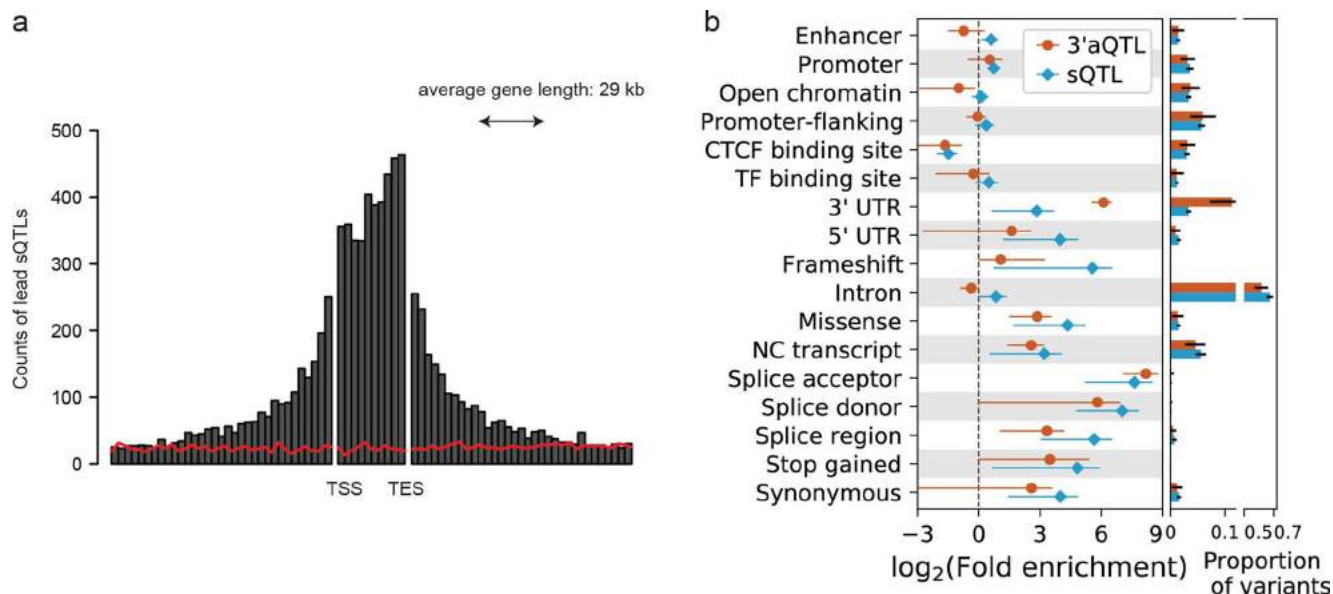 a
average gene length: 29 kb
500
400
300
200
100
0
Counts of lead sQTLs
TSS TES
b
3'aQTL
sQTL
Enhancer
Promoter
Open chromatin
Promoter-flanking
CTCF binding site
TF binding site
3' UTR
5' UTR
Frameshift
Intron
Missense
NC transcript
Splice acceptor
Splice donor
Splice region
Stop gained
Synonymous
−3 0 3 6 9
log2(Fold enrichment)
0 0.1 0.5 0.7
Proportion
of variants